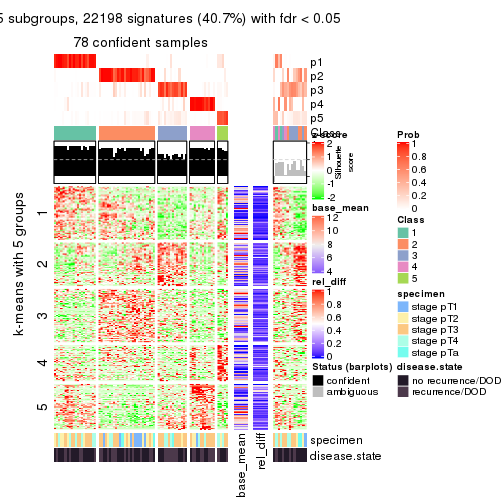 5 subgroups, 22198 signatures (40.7%) with fdr < 0.05
78 confident samples
p1
p2
p3
p4
p5
Class
z-score
2
1
0
-1
-2
Silhouette
score
Prob
1
0.8
0.6
0.4
0.2
0
base_mean
12
10
8
6
4
Class
1
2
3
4
5
rel_diff
1
0.8
0.6
0.4
0.2
0
specimen
stage pT1
stage pT2
stage pT3
stage pT4
stage pTa
Status (barplots)
confident
ambiguous
disease.state
no recurrence/DOD
recurrence/DOD
k-means with 5 groups
1
2
3
4
5
specimen
disease.state
base_mean
rel_diff